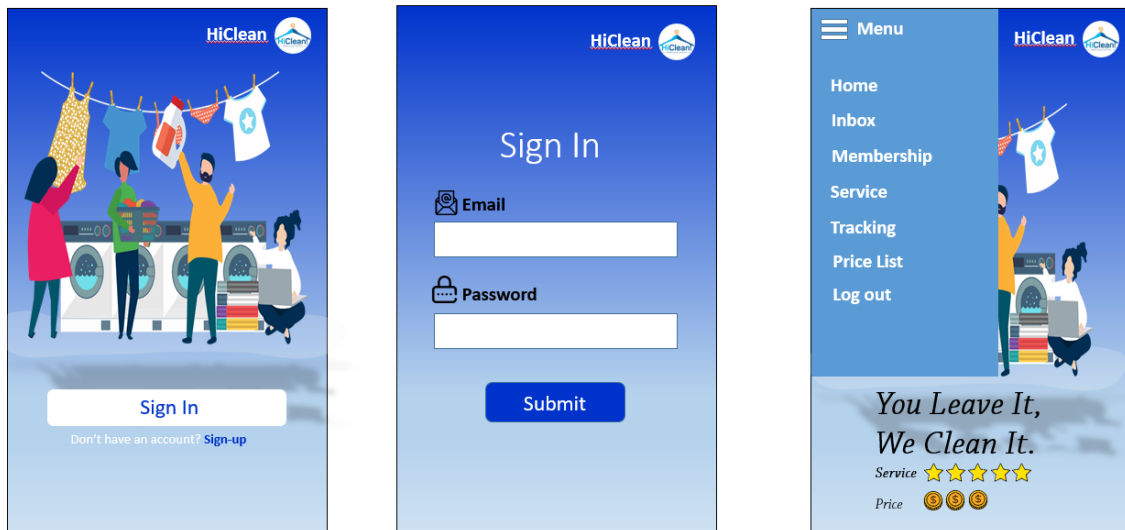 HiClean
HiClean
Sign In
Don't have an account? Sign-up
HiClean
HiClean
Sign In
Email
Password
Submit
Menu
HiClean
HiClean
Home
Inbox
Membership
Service
Tracking
Price List
Log out
You Leave It,
We Clean It.
Service
Price